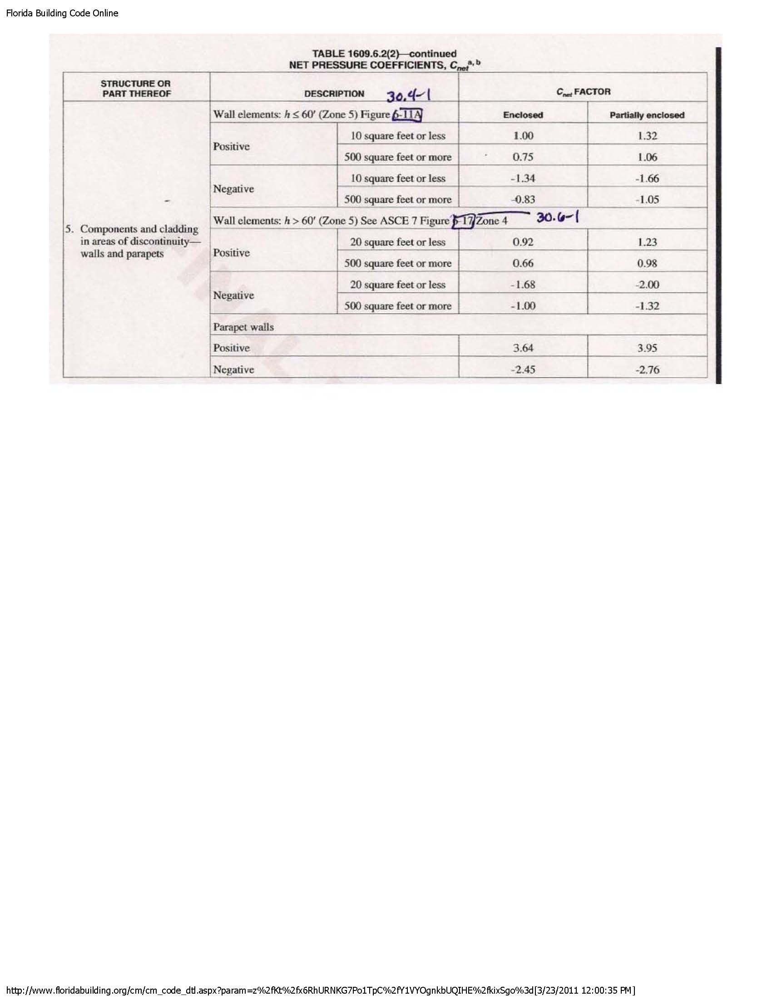 Florida Building Code Online
TABLE 1609.6.2(2)—continued
NET PRESSURE COEFFICIENTS, Cnet a, b
STRUCTURE OR PART THEREOF
DESCRIPTION 30.4-1
Cnet FACTOR
Wall elements: h ≤ 60' (Zone 5) Figure 6-11A
Enclosed
Partially enclosed
Positive
10 square feet or less 1.00 1.32
500 square feet or more 0.75 1.06
Negative
10 square feet or less -1.34 -1.66
500 square feet or more -0.83 -1.05
5. Components and cladding
in areas of discontinuity—
walls and parapets
Wall elements: h > 60' (Zone 5) See ASCE 7 Figure 6-17 Zone 4 30.6-1
Positive
20 square feet or less 0.92 1.23
500 square feet or more 0.66 0.98
Negative
20 square feet or less -1.68 -2.00
500 square feet or more -1.00 -1.32
Parapet walls
Positive 3.64 3.95
Negative -2.45 -2.76
http://www.floridabuilding.org/cm/cm_code_dtl.aspx?param=z%2fKt%2fx6RhURNKG7Po1TpC%2fY1VYOgnkbUQIHE%2fkixSgo%3d[3/23/2011 12:00:35 PM]